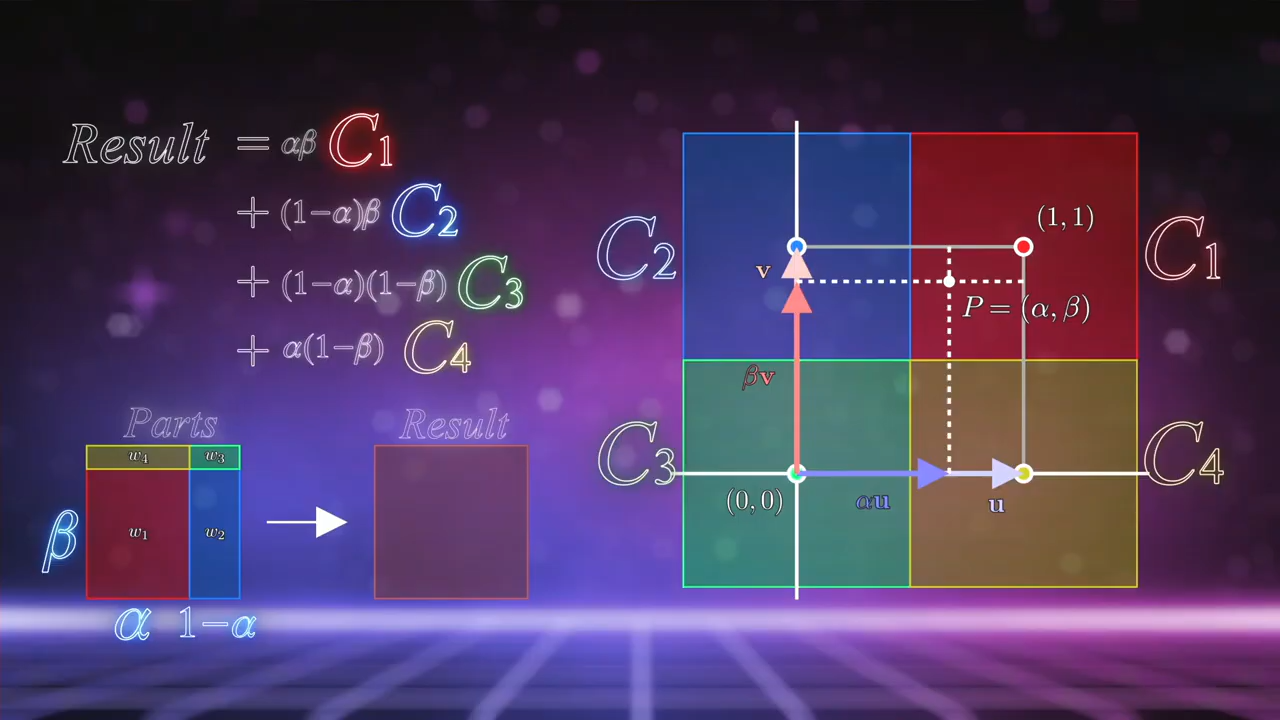 Result = αβ C₁
+ (1−α)β C₂
+ (1−α)(1−β) C₃
+ α(1−β) C₄
Parts
w₄ w₃
w₁ w₂
β
α 1−α
Result
C₂
C₁
(1, 1)
v
P = (α, β)
βv
C₃
C₄
(0, 0)
αu
u